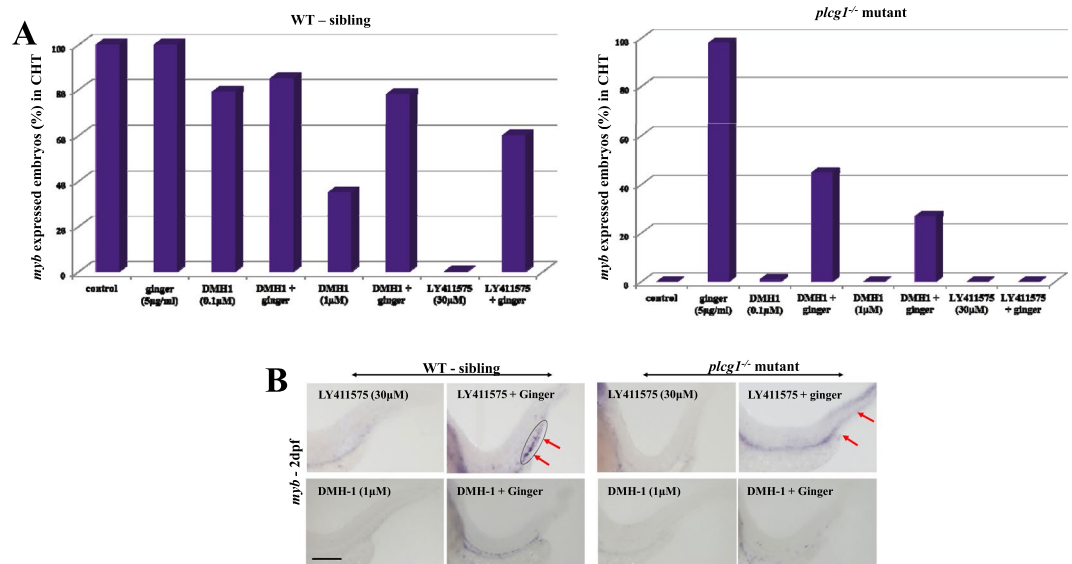 A
WT – sibling
plcg1-/- mutant
myb expressed embryos (%) in CHT
100
88
68
48
28
0
control
ginger (5µg/ml)
DMH1 (0.1µM)
DMH1 + ginger
DMH1 (1µM)
DMH1 + ginger
LY411575 (30µM)
LY411575 + ginger
myb expressed embryos (%) in CHT
100
80
60
40
20
0
control
ginger (5µg/ml)
DMH1 (0.1µM)
DMH1 + ginger
DMH1 (1µM)
DMH1 + ginger
LY411575 (30µM)
LY411575 + ginger
B
WT - sibling
plcg1-/- mutant
myb - 2dpf
LY411575 (30µM)
LY411575 + Ginger
LY411575 (30µM)
LY411575 + ginger
DMH-1 (1µM)
DMH-1 + Ginger
DMH-1 (1µM)
DMH-1 + Ginger